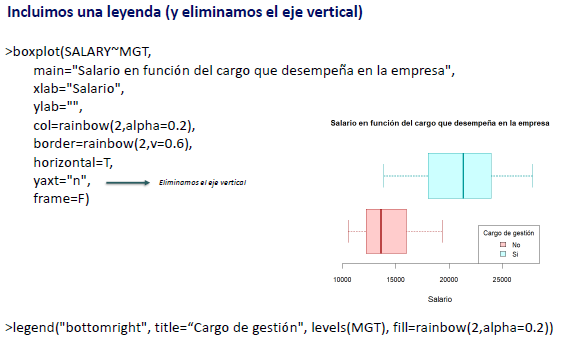 Incluimos una leyenda (y eliminamos el eje vertical)
>boxplot(SALARY~MGT,
main="Salario en función del cargo que desempeña en la empresa",
xlab="Salario",
ylab="",
col=rainbow(2,alpha=0.2),
border=rainbow(2,v=0.6),
horizontal=T,
yaxt="n",
Eliminamos el eje vertical
frame=F)
Salario en función del cargo que desempeña en la empresa
Cargo de gestión
No
Sí
10000 15000 20000 25000
Salario
>legend("bottomright", title=“Cargo de gestión", levels(MGT), fill=rainbow(2,alpha=0.2))